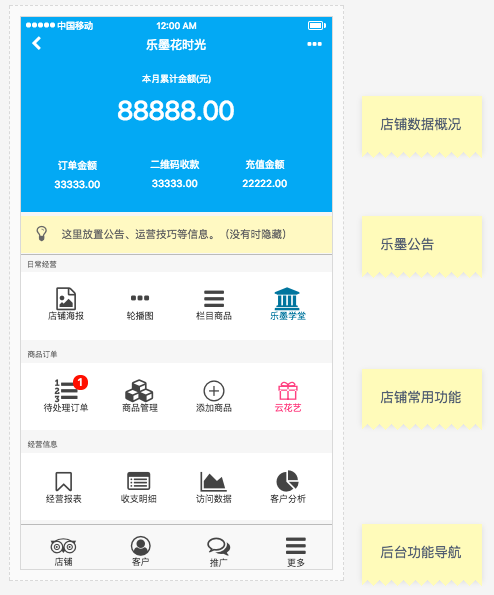 中国移动 12:00 AM
乐墨花时光
本月累计金额(元)
88888.00
订单金额 二维码收款 充值金额
33333.00 33333.00 22222.00
这里放置公告、运营技巧等信息。（没有时隐藏）
日常经营
店铺海报 轮播图 栏目商品 乐墨学堂
商品订单
1
待处理订单 商品管理 添加商品 云花艺
经营信息
经营报表 收支明细 访问数据 客户分析
店铺 客户 推广 更多
店铺数据概况
乐墨公告
店铺常用功能
后台功能导航